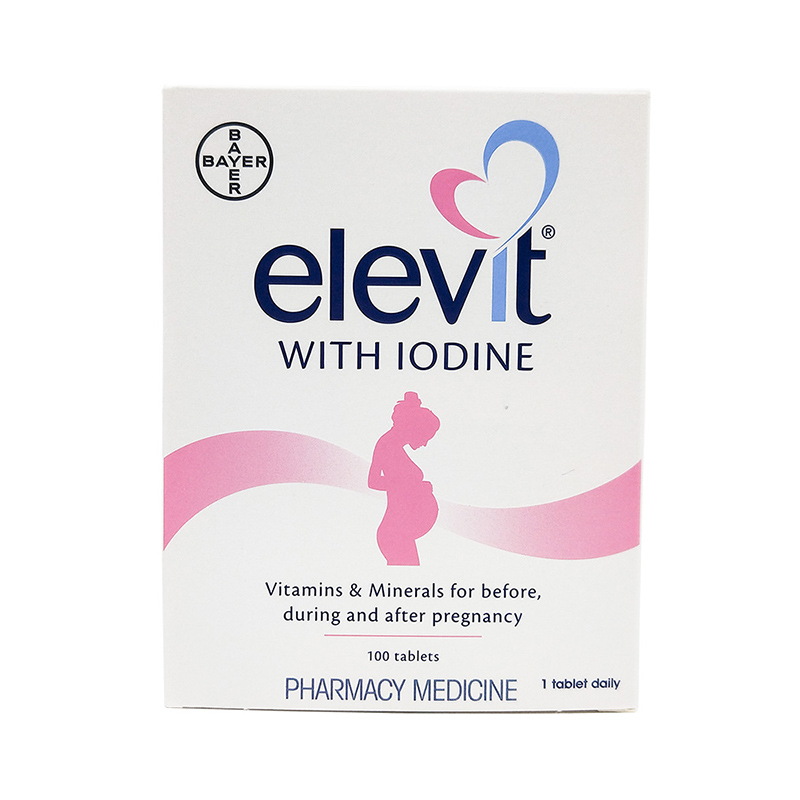 BAYER
BAYER
elevit®
WITH IODINE
Vitamins & Minerals for before,
during and after pregnancy
100 tablets
PHARMACY MEDICINE
1 tablet daily